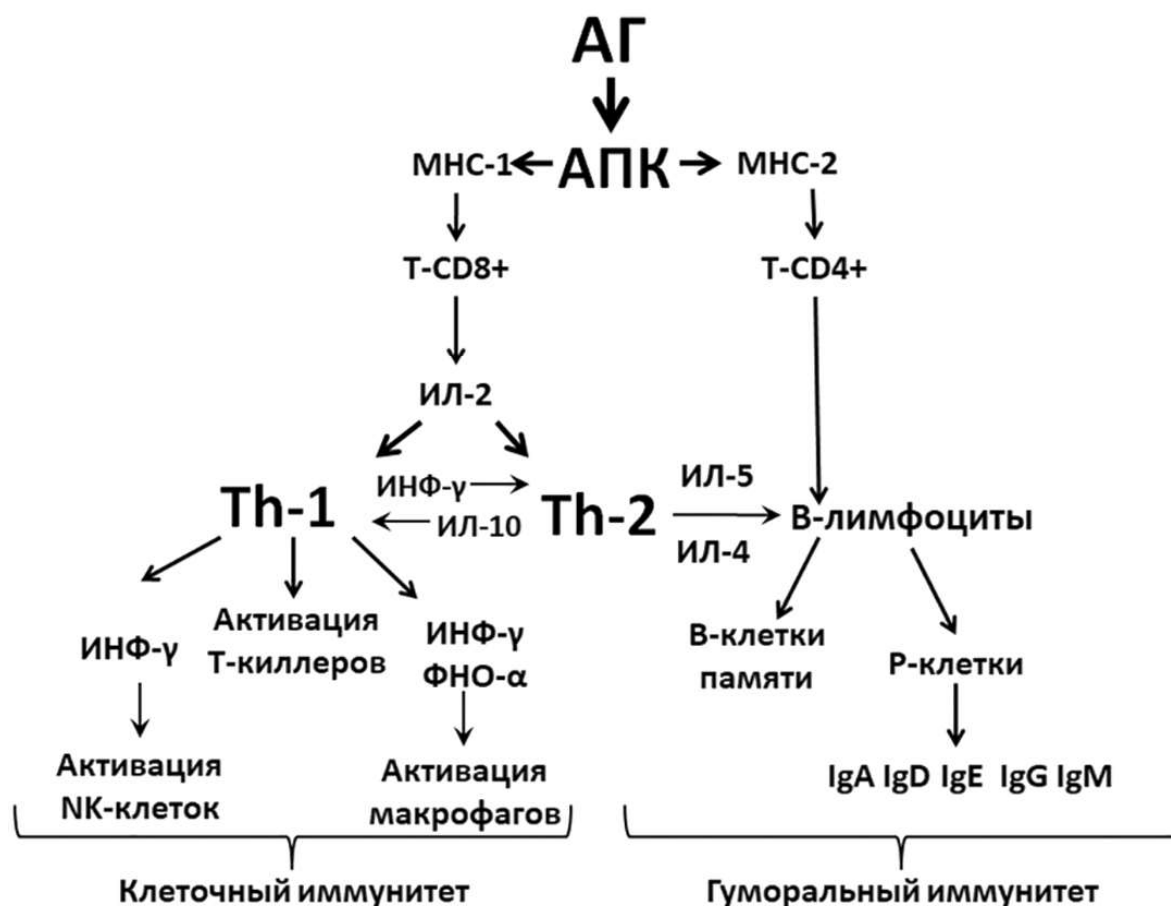 АГ
МНС-1
АПК
МНС-2
Т-CD8+
Т-CD4+
ИЛ-2
Th-1
ИНФ-γ
ИЛ-10
Th-2
ИЛ-5
ИЛ-4
В-лимфоциты
ИНФ-γ
Активация
Т-киллеров
ИНФ-γ
ФНО-α
В-клетки
памяти
Р-клетки
Активация
NK-клеток
Активация
макрофагов
IgA IgD IgE IgG IgM
Клеточный иммунитет
Гуморальный иммунитет